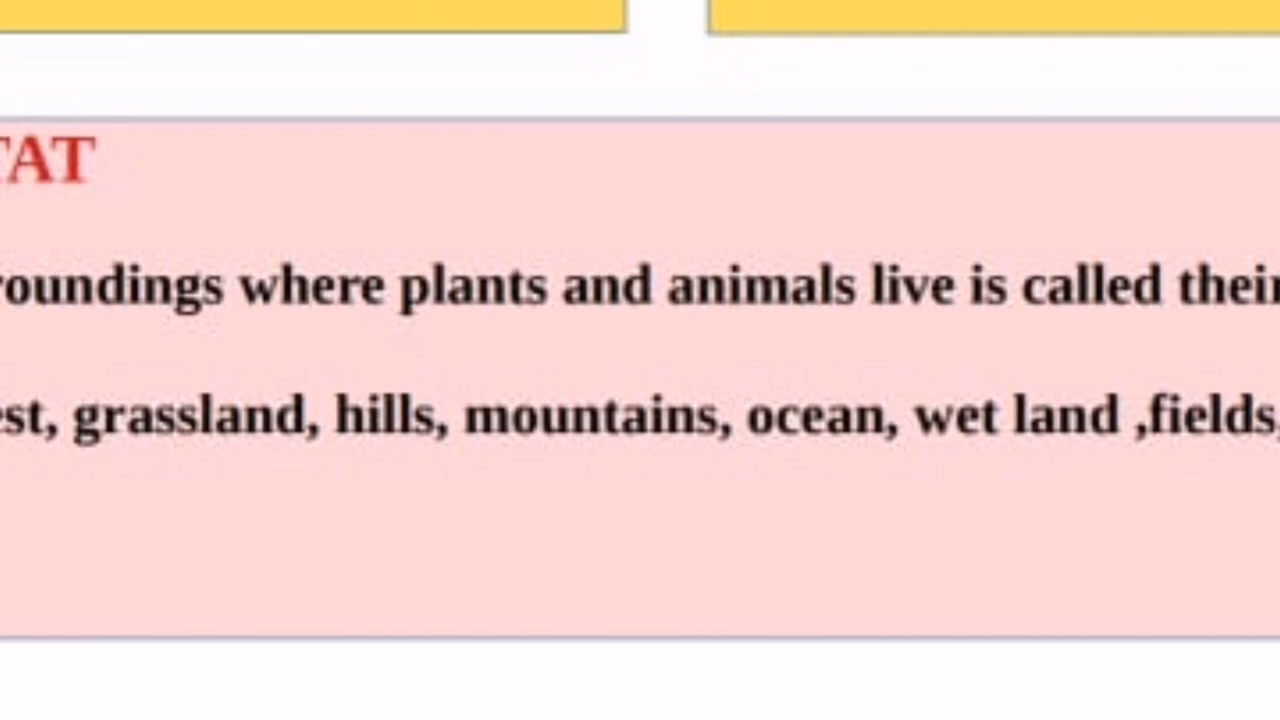 TAT
roundings where plants and animals live is called their
est, grassland, hills, mountains, ocean, wet land ,fields,